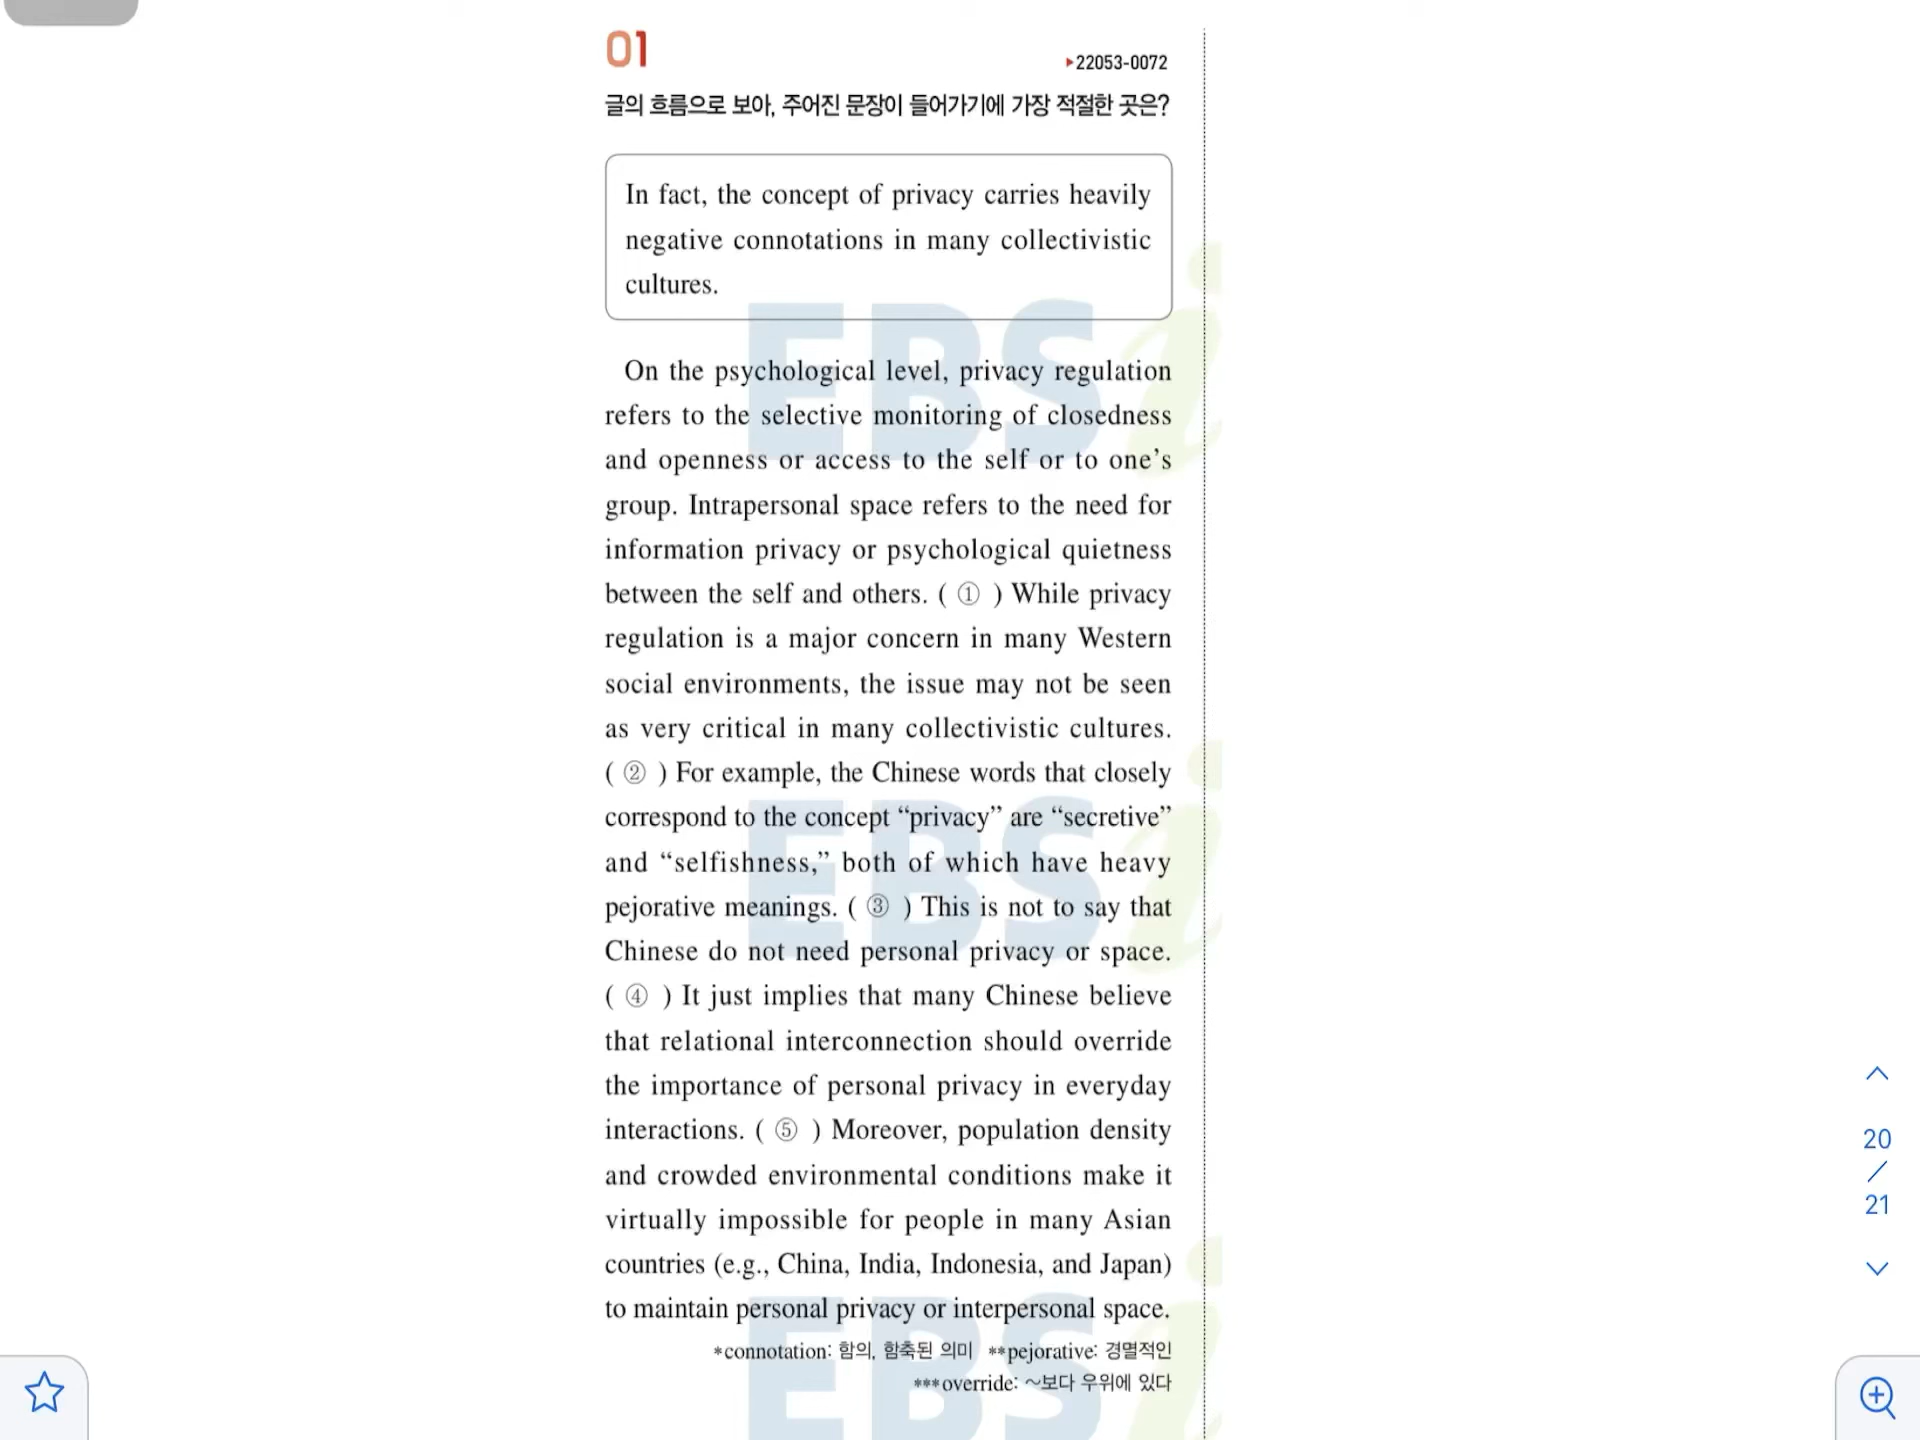 01
▶22053-0072
글의 흐름으로 보아, 주어진 문장이 들어가기에 가장 적절한 곳은?
In fact, the concept of privacy carries heavily
negative connotations in many collectivistic
cultures.
On the psychological level, privacy regulation
refers to the selective monitoring of closedness
and openness or access to the self or to one’s
group. Intrapersonal space refers to the need for
information privacy or psychological quietness
between the self and others. ( ① ) While privacy
regulation is a major concern in many Western
social environments, the issue may not be seen
as very critical in many collectivistic cultures.
( ② ) For example, the Chinese words that closely
correspond to the concept “privacy” are “secretive”
and “selfishness,” both of which have heavy
pejorative meanings. ( ③ ) This is not to say that
Chinese do not need personal privacy or space.
( ④ ) It just implies that many Chinese believe
that relational interconnection should override
the importance of personal privacy in everyday
interactions. ( ⑤ ) Moreover, population density
and crowded environmental conditions make it
virtually impossible for people in many Asian
countries (e.g., China, India, Indonesia, and Japan)
to maintain personal privacy or interpersonal space.
*connotation: 함의, 함축된 의미 **pejorative: 경멸적인
***override: ~보다 우위에 있다
EBSi
EBSi
EBSi
20
/
21